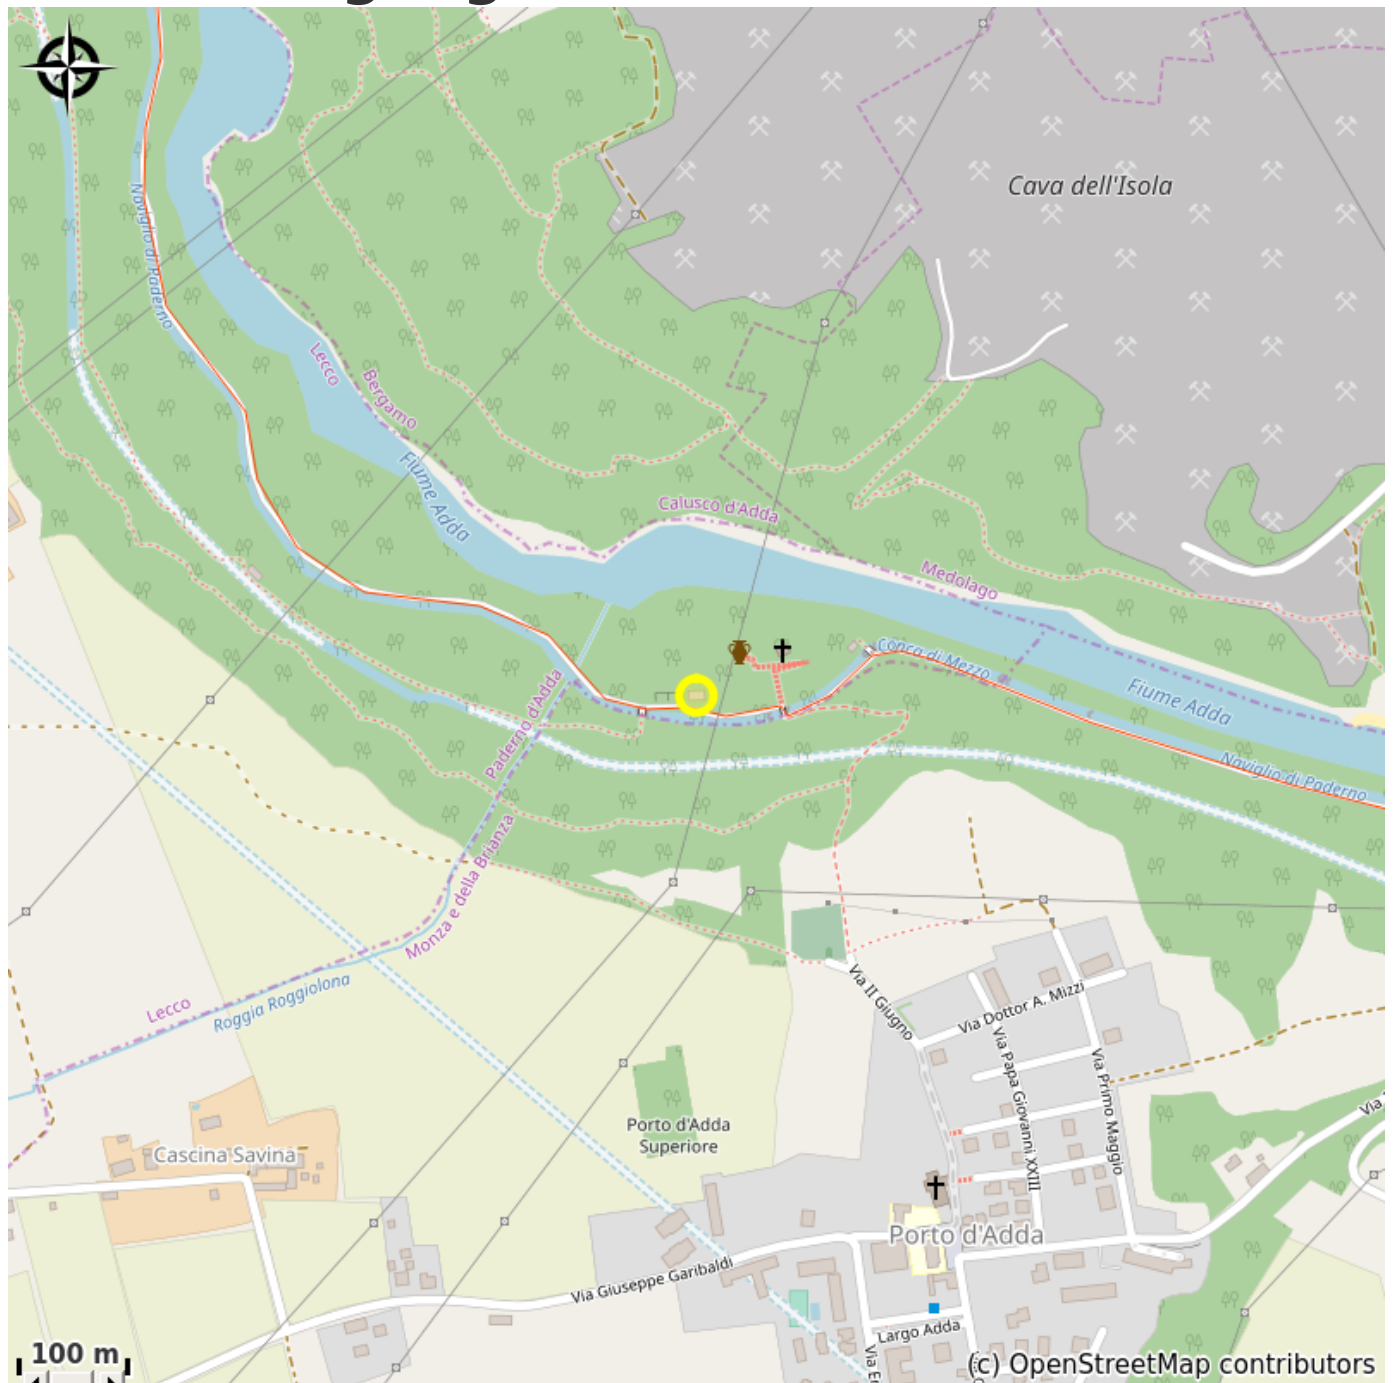 Cava dell'Isola
Naviglio di Paderno
Lecco
Bergamo
Fiume Adda
Calusco d'Adda
Medolago
Conca di Mezzo
Fiume Adda
Naviglio di Paderno
Paderno d'Adda
Monza e della Brianza
Lecco
Roggia Roggiolona
Via II Giugno
Via Dottor A. Mizzi
Via Papa Giovanni XXIII
Via Primo Maggio
Via
Porto d'Adda
Superiore
Cascina Savina
Porto d'Adda
Via Giuseppe Garibaldi
Largo Adda
100 m
(c) OpenStreetMap contributors